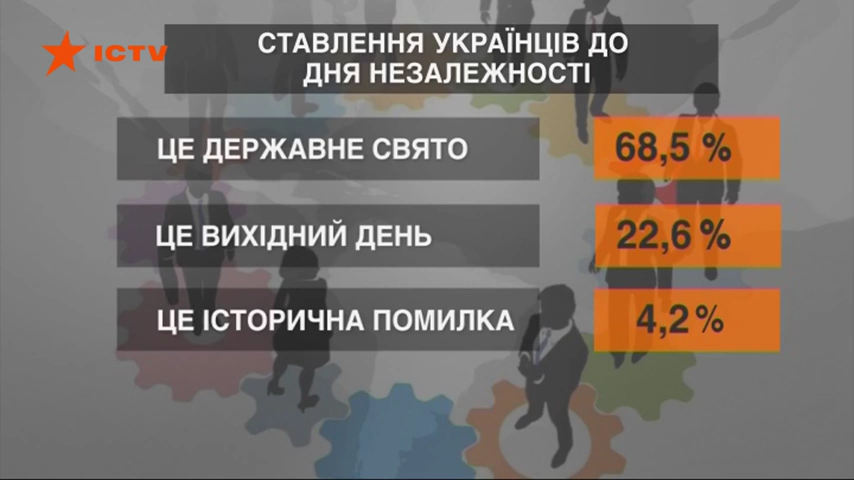 ICTV
СТАВЛЕННЯ УКРАЇНЦІВ ДО
ДНЯ НЕЗАЛЕЖНОСТІ
ЦЕ ДЕРЖАВНЕ СВЯТО 68,5 %
ЦЕ ВИХІДНИЙ ДЕНЬ 22,6 %
ЦЕ ІСТОРИЧНА ПОМИЛКА 4,2 %